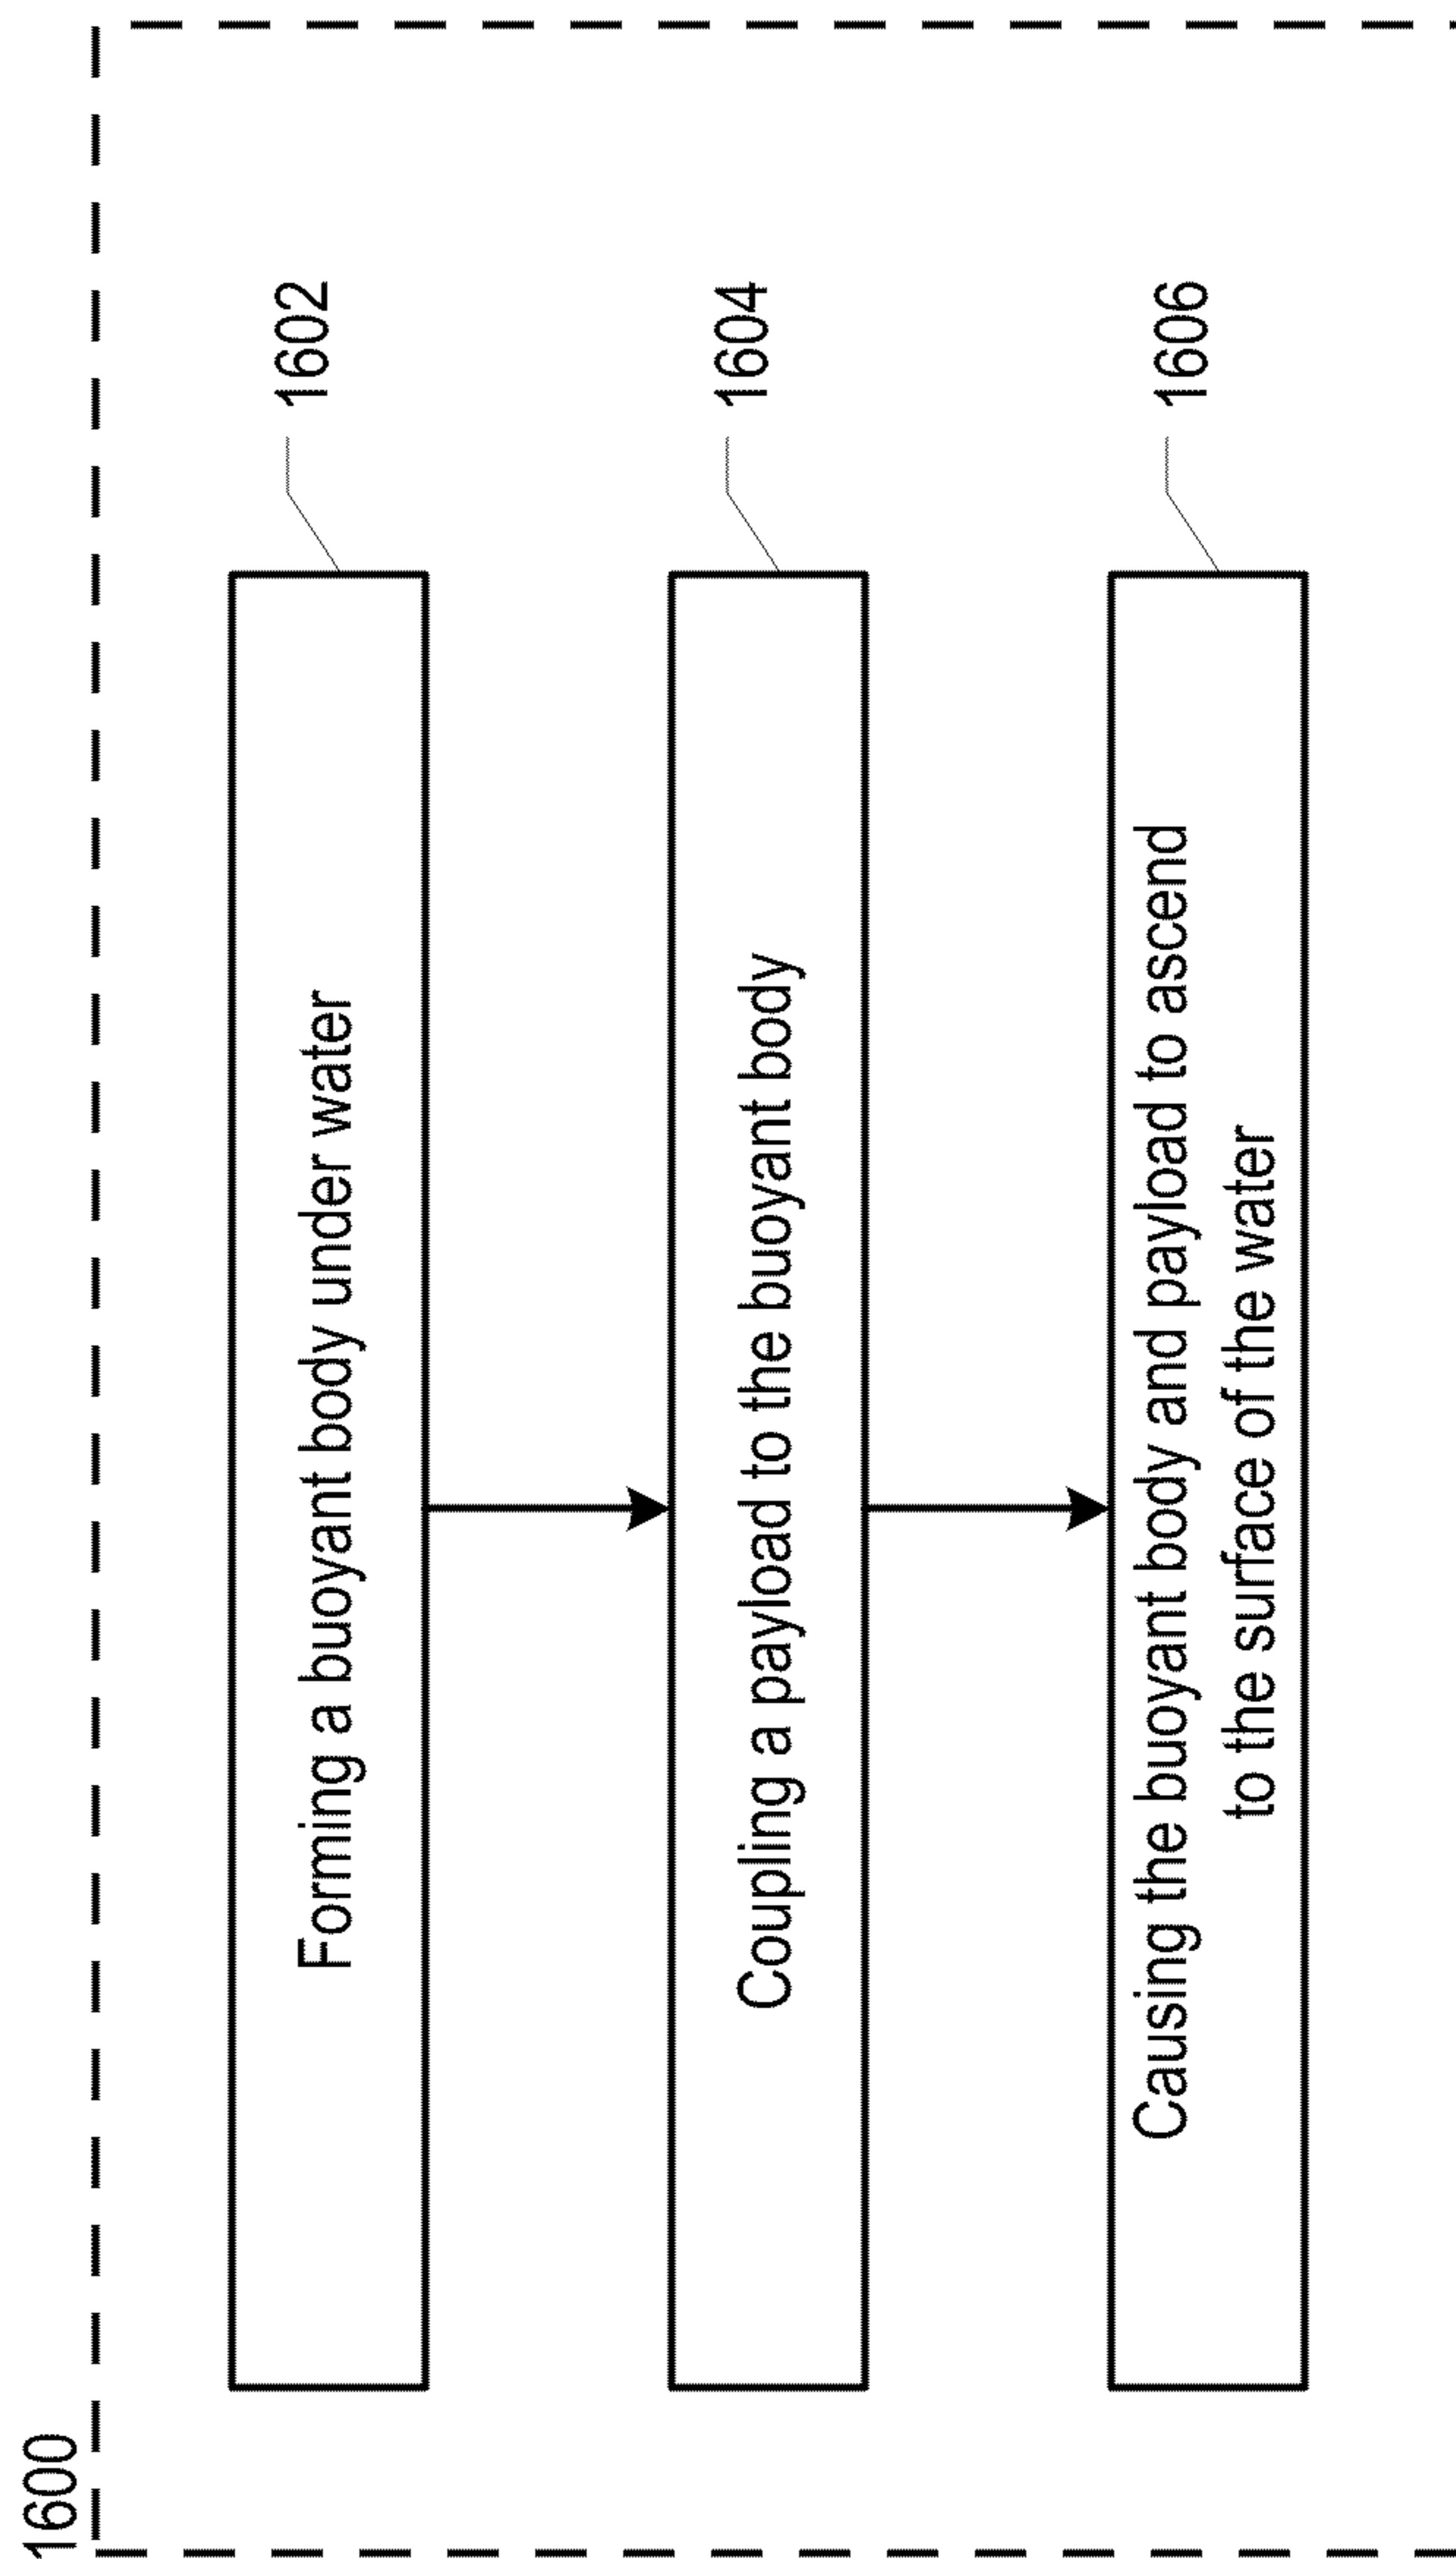 1600
Forming a buoyant body under water
1602
Coupling a payload to the buoyant body
1604
Causing the buoyant body and payload to ascend
to the surface of the water
1606